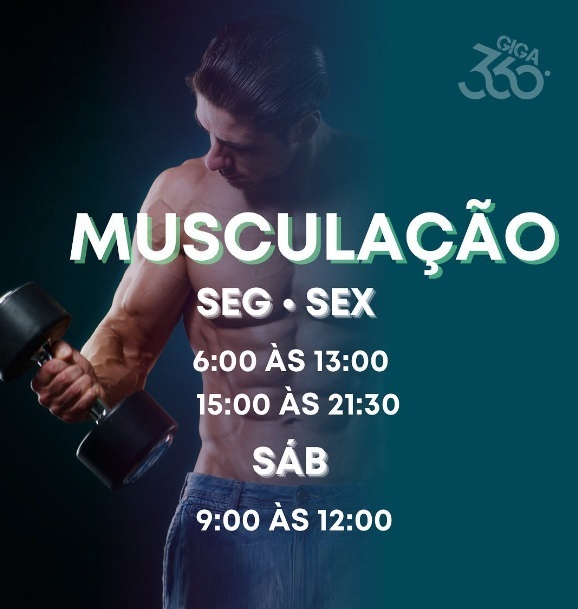 GIGA
360°
MUSCULAÇÃO
SEG • SEX
6:00 ÀS 13:00
15:00 ÀS 21:30
SÁB
9:00 ÀS 12:00